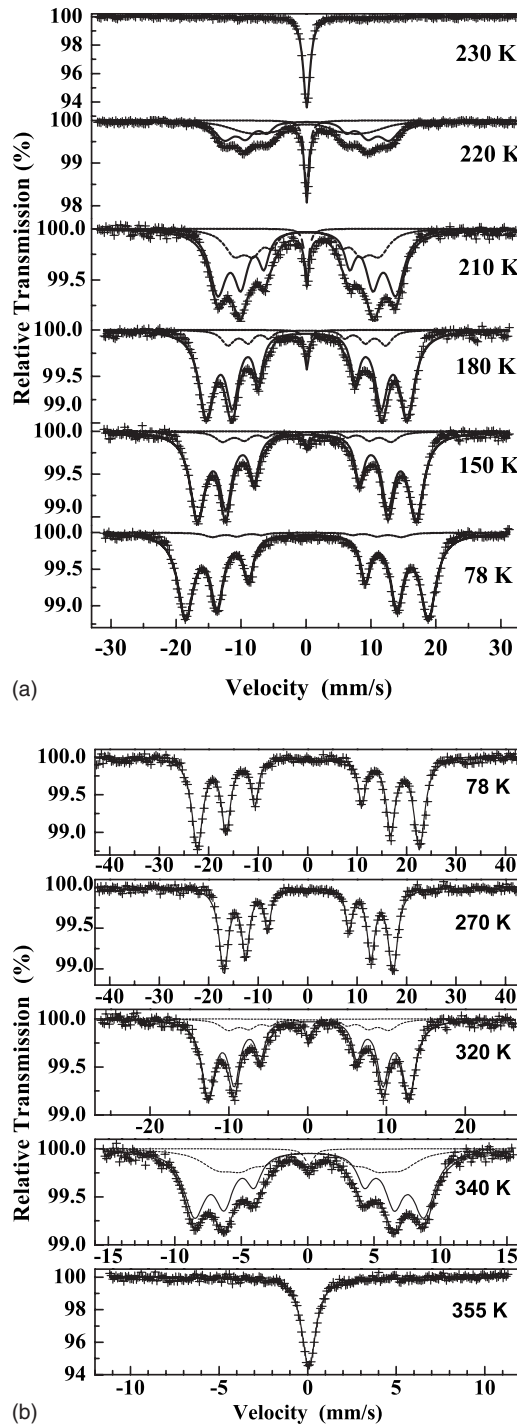 100
98
96
94
230 K
100
99
98
220 K
100.0
99.5
210 K
100.0
99.5
99.0
180 K
100.0
99.5
99.0
150 K
100.0
99.5
99.0
78 K
Relative Transmission (%)
-30 -20 -10 0 10 20 30
(a)
Velocity (mm/s)
100.0
99.5
99.0
78 K
-40 -30 -20 -10 0 10 20 30 40
100.0
99.5
99.0
270 K
-40 -30 -20 -10 0 10 20 30 40
100.0
99.5
99.0
320 K
-20 -10 0 10 20
100.0
99.5
99.0
340 K
-15 -10 -5 0 5 10 15
100
98
96
94
355 K
Relative Transmission (%)
-10 -5 0 5 10
(b)
Velocity (mm/s)